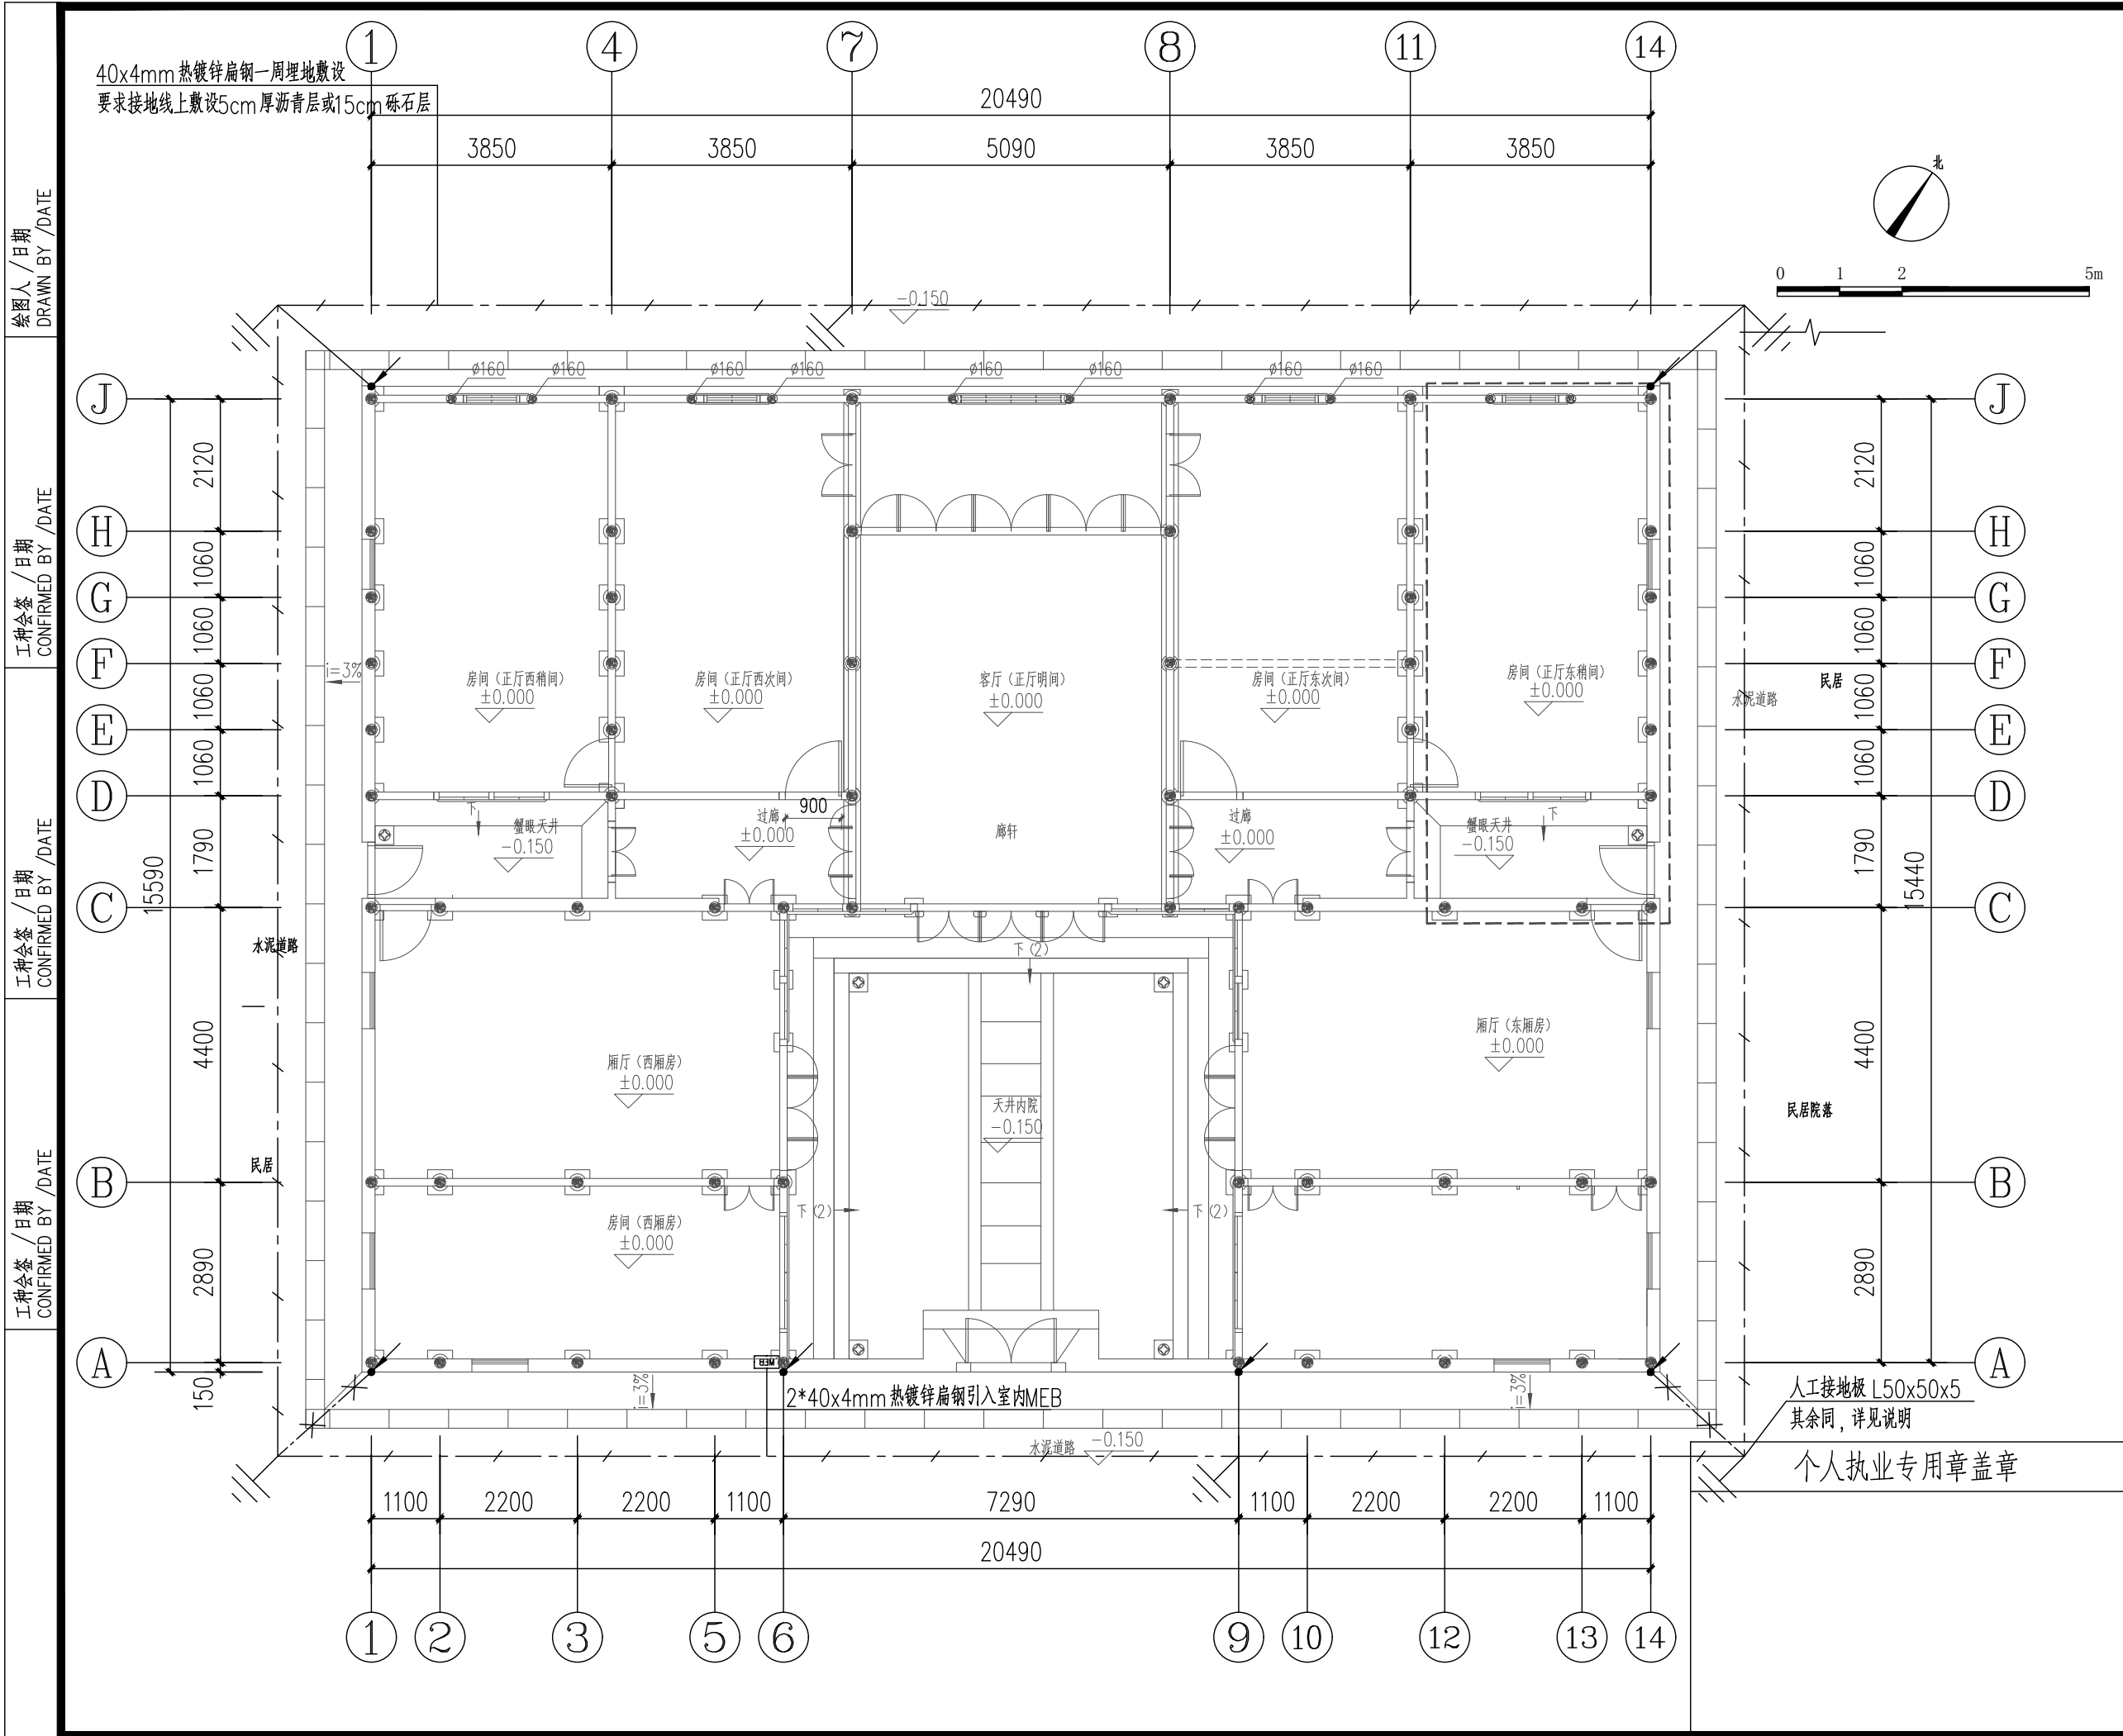 1
4
7
8
11
14
40x4mm 热镀锌扁钢一周埋地敷设
要求接地线上敷设5cm 厚沥青层或15cm 砾石层
20490
3850
3850
5090
3850
3850
北
0 1 2 5m
绘图人 / 日期
DRAWN BY /DATE
工种会签 / 日期
CONFIRMED BY /DATE
工种会签 / 日期
CONFIRMED BY /DATE
工种会签 / 日期
CONFIRMED BY /DATE
-0.150
ø160
ø160
ø160
ø160
ø160
ø160
ø160
ø160
J
H
G
F
E
D
C
B
A
2120
1060
1060
1060
1060
1790
4400
2890
150
15590
J
H
G
F
E
D
C
B
A
2120
1060
1060
1060
1060
1790
4400
2890
15440
i=3%
房间（正厅西稍间）
±0.000
房间（正厅西次间）
±0.000
客厅（正厅明间）
±0.000
房间（正厅东次间）
±0.000
房间（正厅东稍间）
±0.000
水泥道路
民居
下
蟹眼天井
-0.150
过廊
±0.000
900
廊轩
过廊
±0.000
蟹眼天井
-0.150
下
水泥道路
下(2)
厢厅（西厢房）
±0.000
天井内院
-0.150
厢厅（东厢房）
±0.000
民居院落
民居
房间（西厢房）
±0.000
下(2)
下(2)
MEB
i=3%
2*40x4mm 热镀锌扁钢引入室内MEB
i=3%
水泥道路
-0.150
人工接地极 L50x50x5
其余同，详见说明
个人执业专用章盖章
1100
2200
2200
1100
7290
1100
2200
2200
1100
20490
1
2
3
5
6
9
10
12
13
14